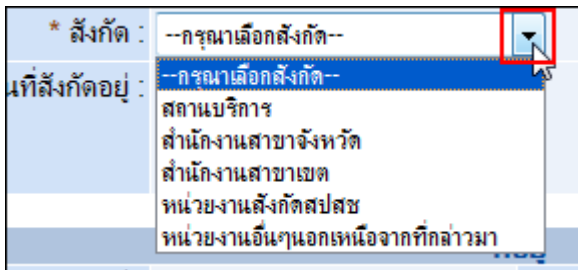 * สังกัด : --กรุณาเลือกสังกัด--
นที่สังกัดอยู่ : --กรุณาเลือกสังกัด--
สถานบริการ
สำนักงานสาขาจังหวัด
สำนักงานสาขาเขต
หน่วยงานสังกัดสปสช
หน่วยงานอื่นๆนอกเหนือจากที่กล่าวมา